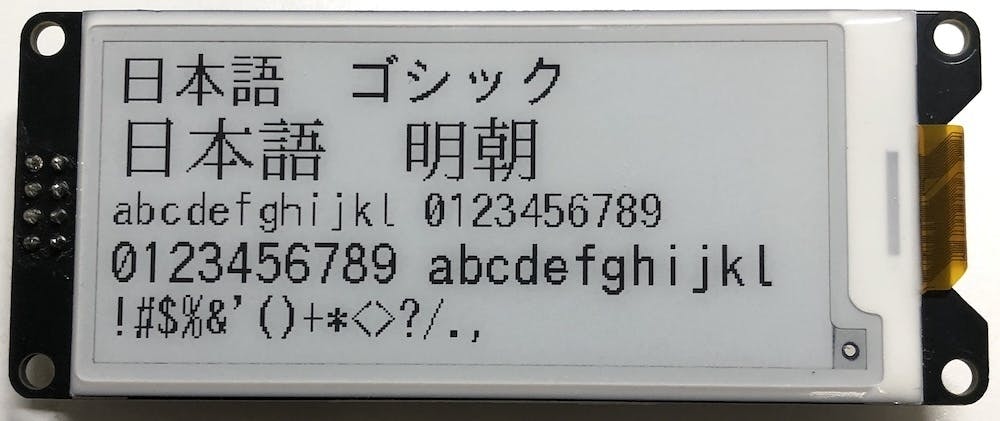 日本語　ゴシック
日本語　明朝
abcdefghijkl 0123456789
0123456789 abcdefghijkl
!#$%&'()+*<>?/.,